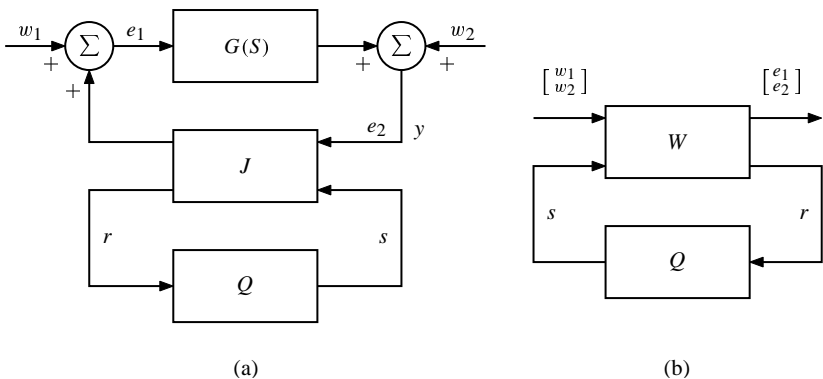 w₁ + Σ e₁ G(S) + Σ + w₂
+
e₂ y
J
r s
Q
(a)
[ w₁ w₂ ] [ e₁ e₂ ]
W
s r
Q
(b)